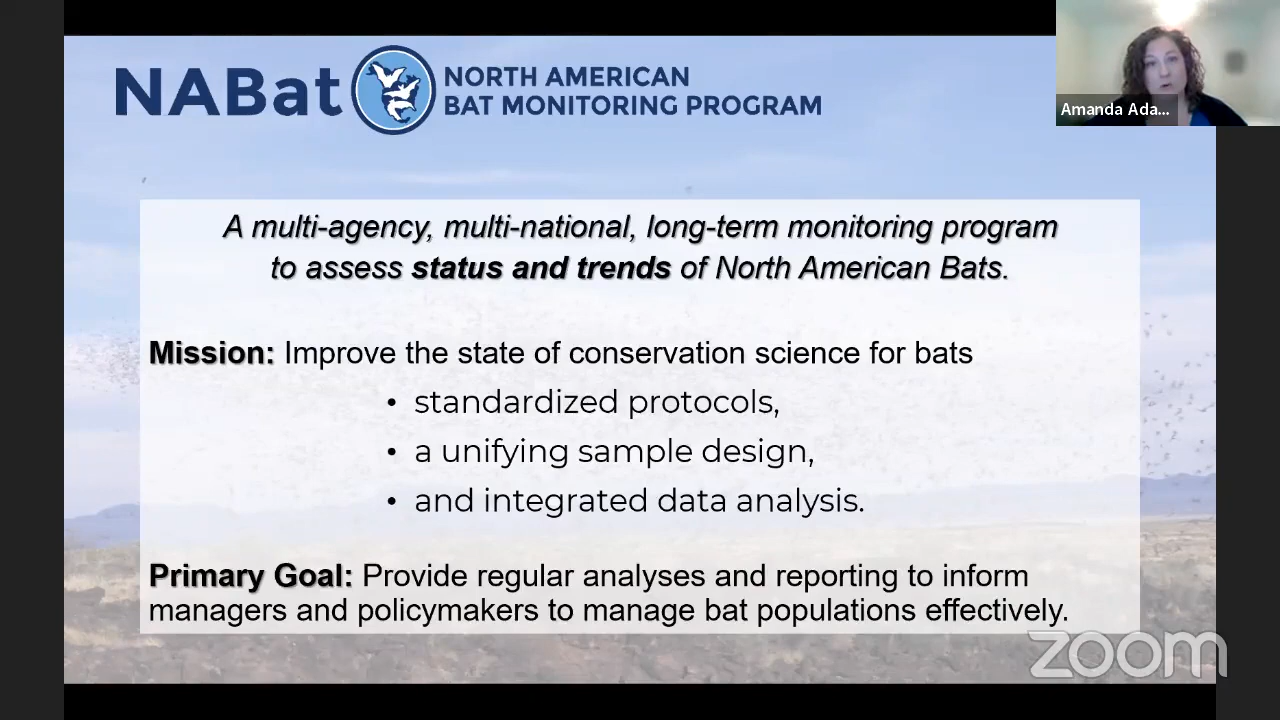 NABat
NORTH AMERICAN
BAT MONITORING PROGRAM
Amanda Ada...
A multi-agency, multi-national, long-term monitoring program
to assess status and trends of North American Bats.
Mission: Improve the state of conservation science for bats
• standardized protocols,
• a unifying sample design,
• and integrated data analysis.
Primary Goal: Provide regular analyses and reporting to inform
managers and policymakers to manage bat populations effectively.
zoom